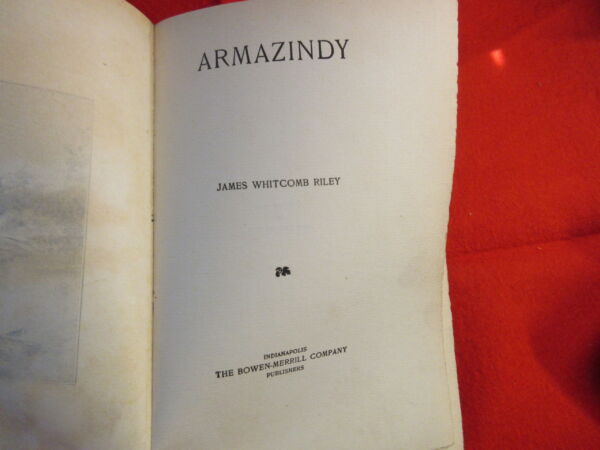 ARMAZINDY
JAMES WHITCOMB RILEY
INDIANAPOLIS
THE BOWEN-MERRILL COMPANY
PUBLISHERS